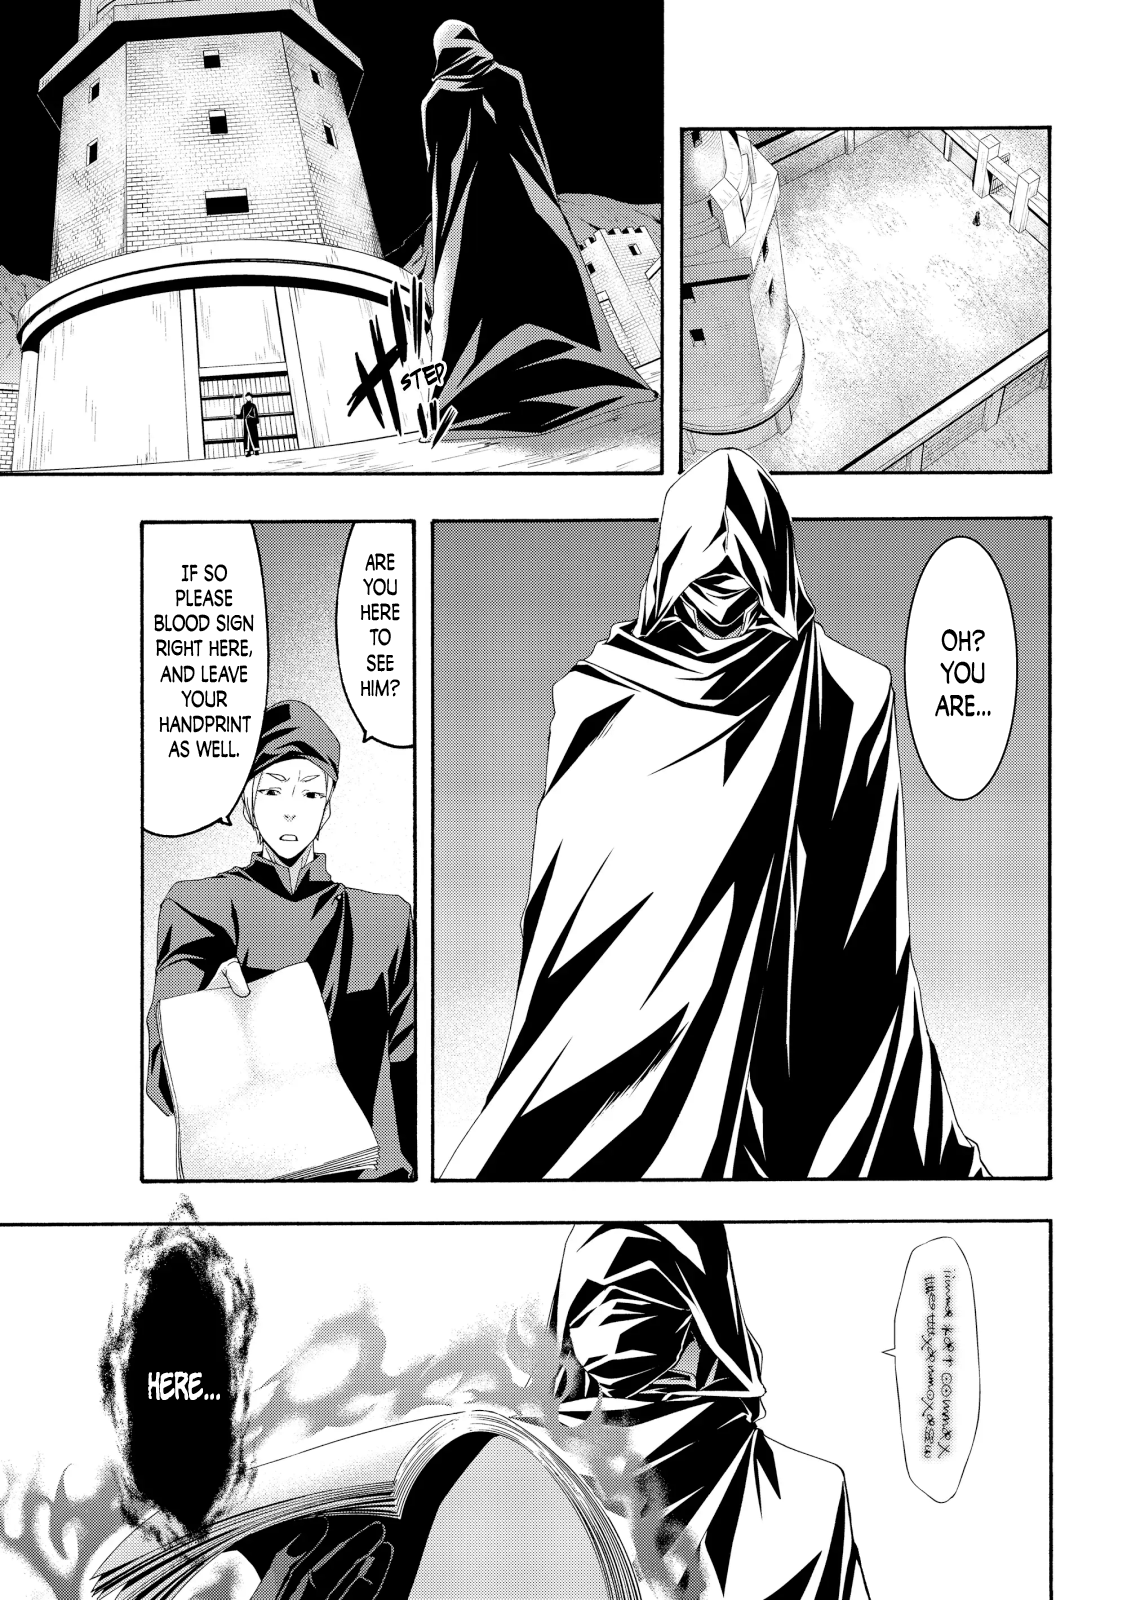 STEP
OH?
YOU
ARE...
ARE
YOU
HERE
TO
SEE
HIM?
IF SO
PLEASE
BLOOD SIGN
RIGHT HERE,
AND LEAVE
YOUR
HANDPRINT
AS WELL.
HERE...